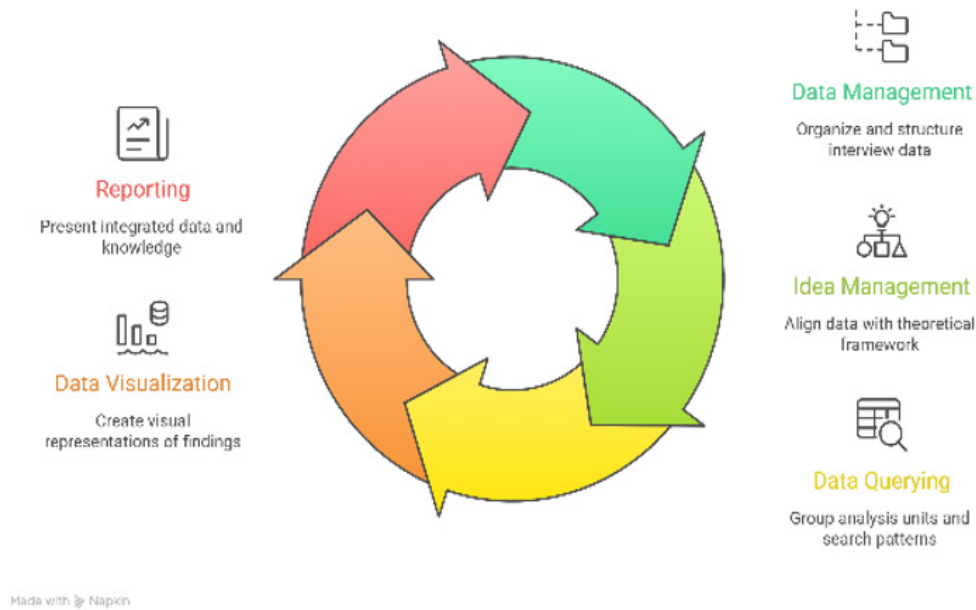 Data Management
Organize and structure
interview data
Idea Management
Align data with theoretical
framework
Data Querying
Group analysis units and
search patterns
Data Visualization
Create visual
representations of findings
Reporting
Present integrated data and
knowledge
Made with Napkin